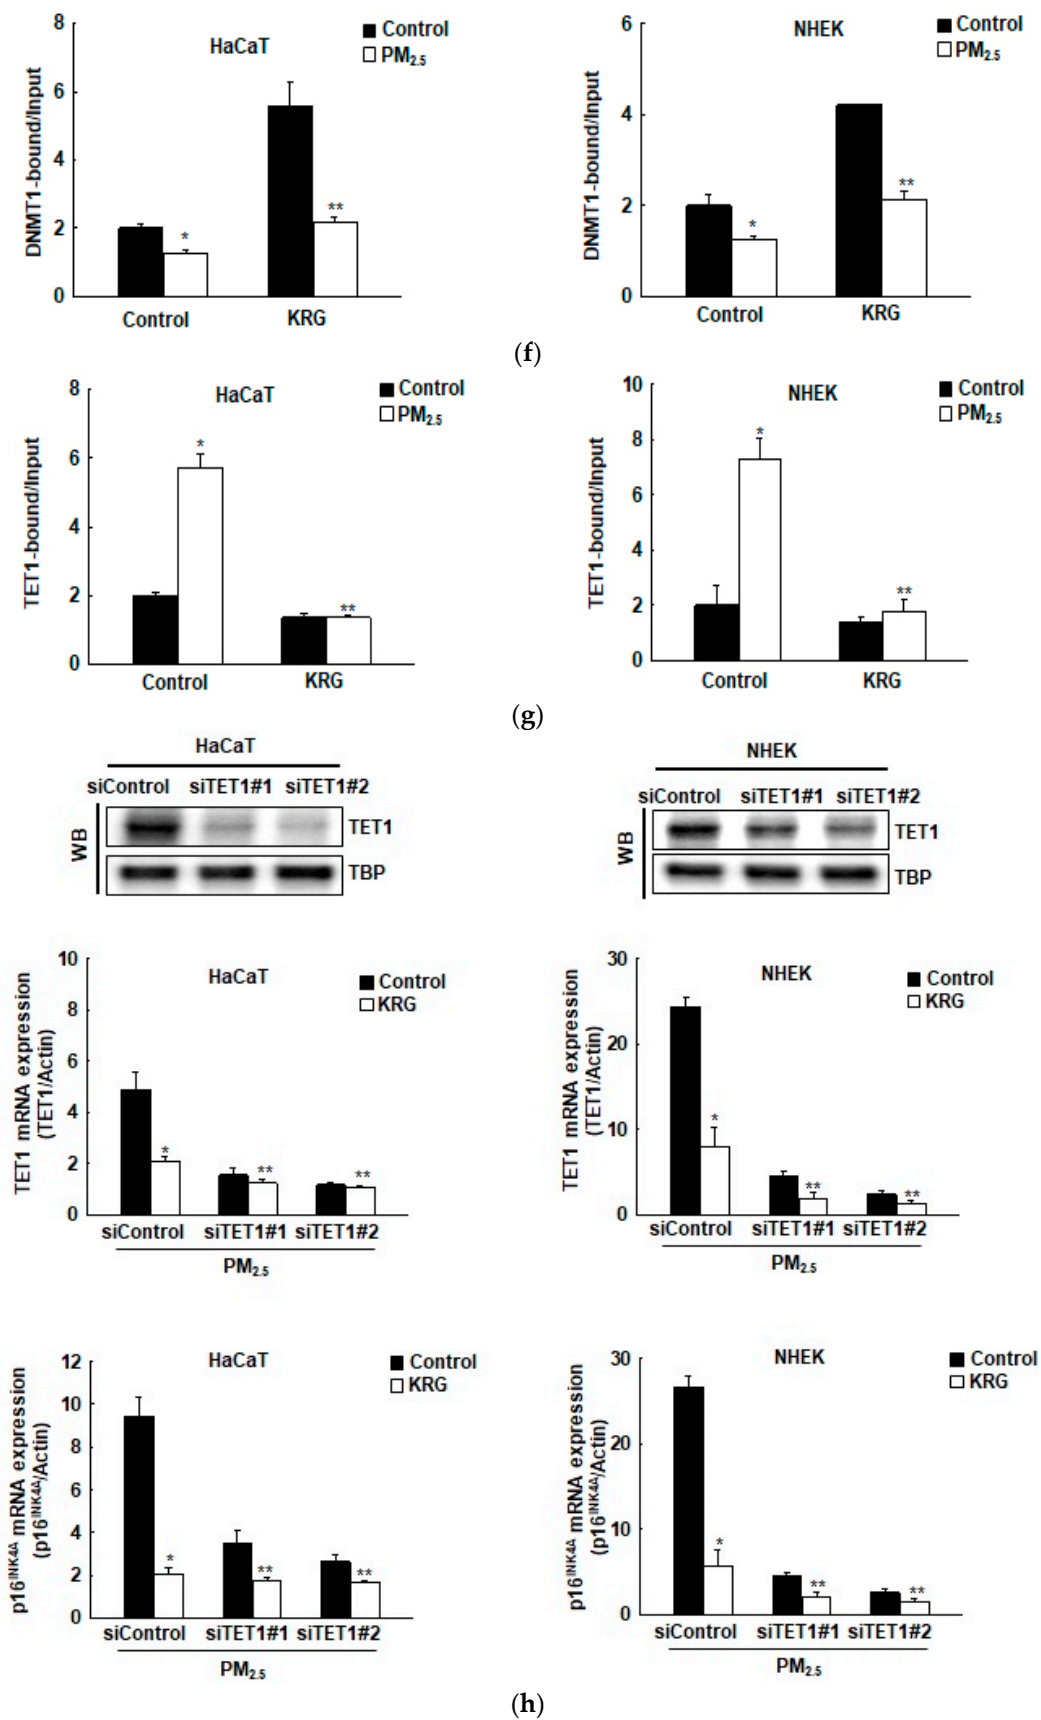 HaCaT
Control
PM2.5
DNMT1-bound/Input
8
6
4
2
0
*
**
Control KRG
NHEK
Control
PM2.5
DNMT1-bound/Input
6
4
2
0
*
**
Control KRG
(f)
HaCaT
Control
PM2.5
TET1-bound/Input
8
6
4
2
0
*
**
Control KRG
NHEK
Control
PM2.5
TET1-bound/Input
10
8
6
4
2
0
*
**
Control KRG
(g)
HaCaT
siControl siTET1#1 siTET1#2
WB
TET1
TBP
NHEK
siControl siTET1#1 siTET1#2
WB
TET1
TBP
HaCaT
Control
KRG
TET1 mRNA expression
(TET1/Actin)
10
8
6
4
2
0
*
**
**
siControl siTET1#1 siTET1#2
PM2.5
NHEK
Control
KRG
TET1 mRNA expression
(TET1/Actin)
30
20
10
0
*
**
**
siControl siTET1#1 siTET1#2
PM2.5
HaCaT
Control
KRG
p16INK4A mRNA expression
(p16INK4A/Actin)
12
10
8
6
4
2
0
*
**
**
siControl siTET1#1 siTET1#2
PM2.5
NHEK
Control
KRG
p16INK4A mRNA expression
(p16INK4A/Actin)
30
20
10
0
*
**
**
siControl siTET1#1 siTET1#2
PM2.5
(h)